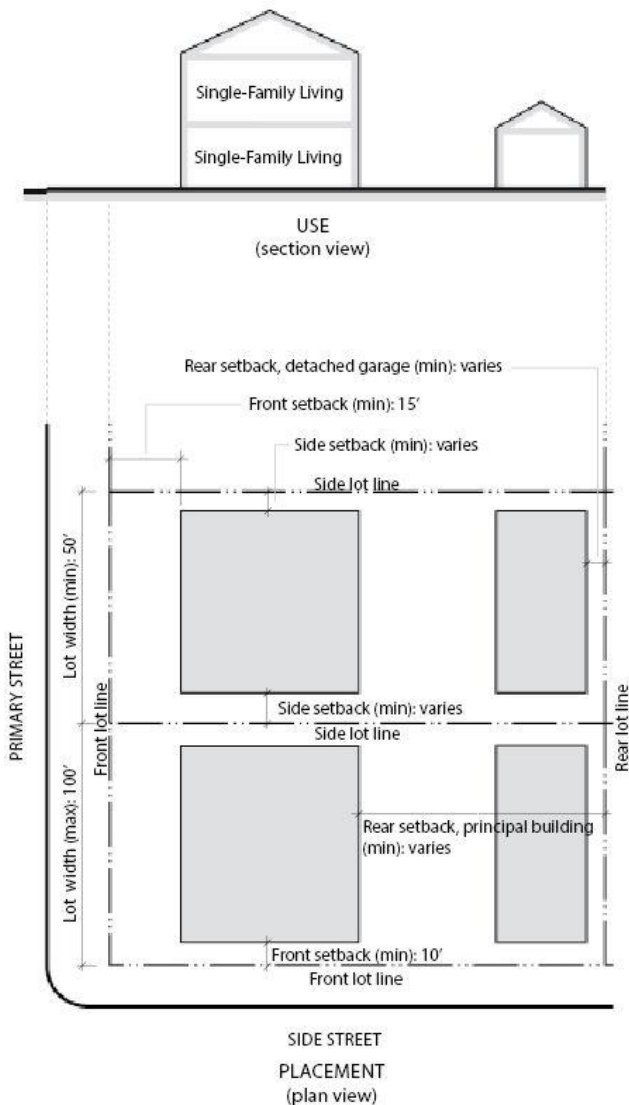 Single-Family Living
Single-Family Living
USE
(section view)
Rear setback, detached garage (min): varies
Front setback (min): 15'
Side setback (min): varies
Side lot line
Lot width (min): 50'
PRIMARY STREET
Front lot line
Side setback (min): varies
Side lot line
Rear lot line
Lot width (max): 100'
Rear setback, principal building
(min): varies
Front setback (min): 10'
Front lot line
SIDE STREET
PLACEMENT
(plan view)